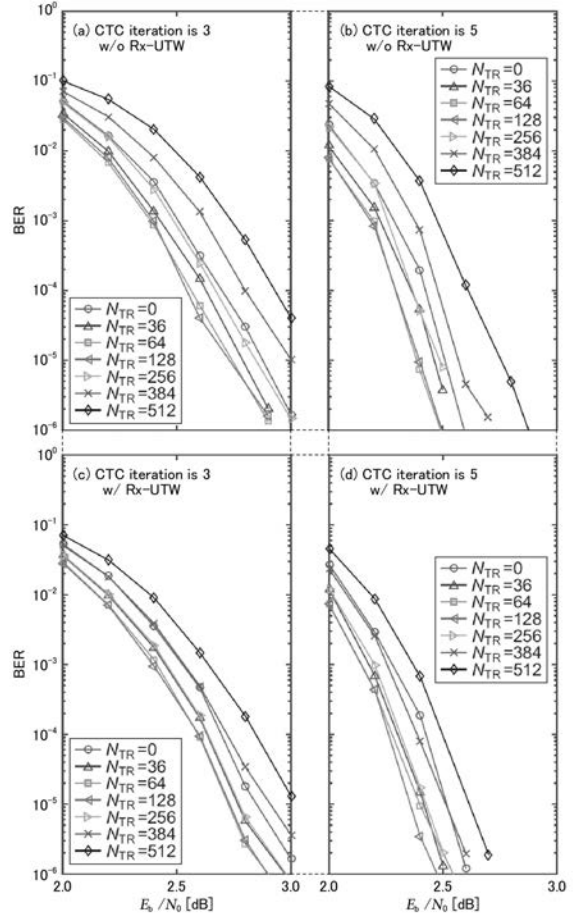 (a) CTC iteration is 3
w/o Rx-UTW
(b) CTC iteration is 5
w/o Rx-UTW
BER
10⁰
10⁻¹
10⁻²
10⁻³
10⁻⁴
10⁻⁵
10⁻⁶
N_TR=0
N_TR=36
N_TR=64
N_TR=128
N_TR=256
N_TR=384
N_TR=512
N_TR=0
N_TR=36
N_TR=64
N_TR=128
N_TR=256
N_TR=384
N_TR=512
(c) CTC iteration is 3
w/ Rx-UTW
(d) CTC iteration is 5
w/ Rx-UTW
BER
10⁰
10⁻¹
10⁻²
10⁻³
10⁻⁴
10⁻⁵
10⁻⁶
N_TR=0
N_TR=36
N_TR=64
N_TR=128
N_TR=256
N_TR=384
N_TR=512
N_TR=0
N_TR=36
N_TR=64
N_TR=128
N_TR=256
N_TR=384
N_TR=512
2.0 2.5 3.0 2.0 2.5 3.0
E_b/N_0 [dB] E_b/N_0 [dB]